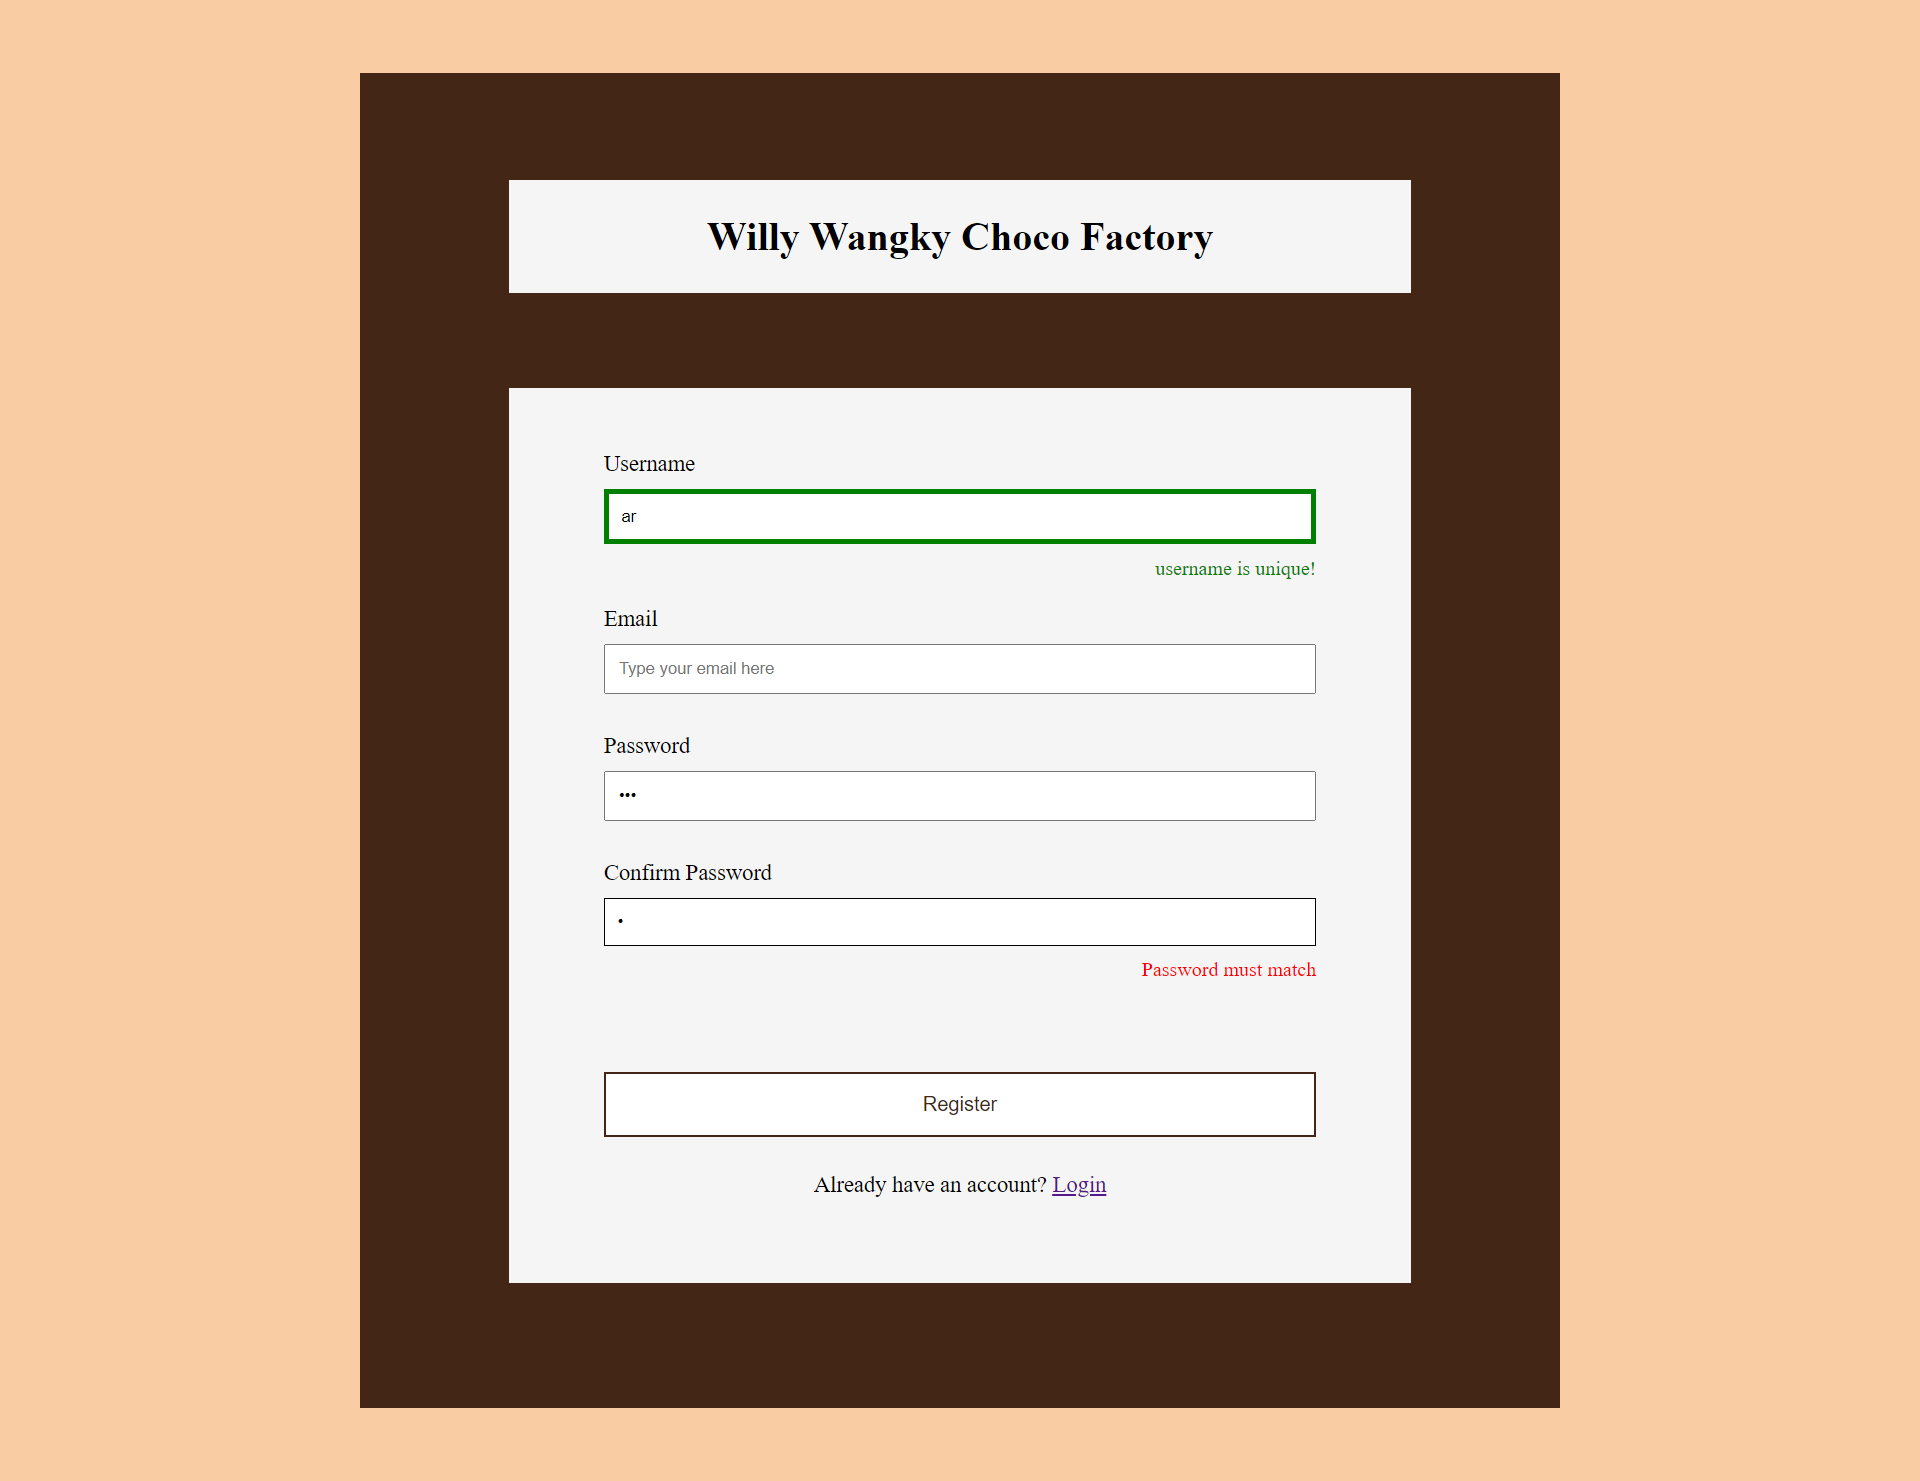 Willy Wangky Choco Factory
Username
ar
username is unique!
Email
Type your email here
Password
•••
Confirm Password
•
Password must match
Register
Already have an account? Login